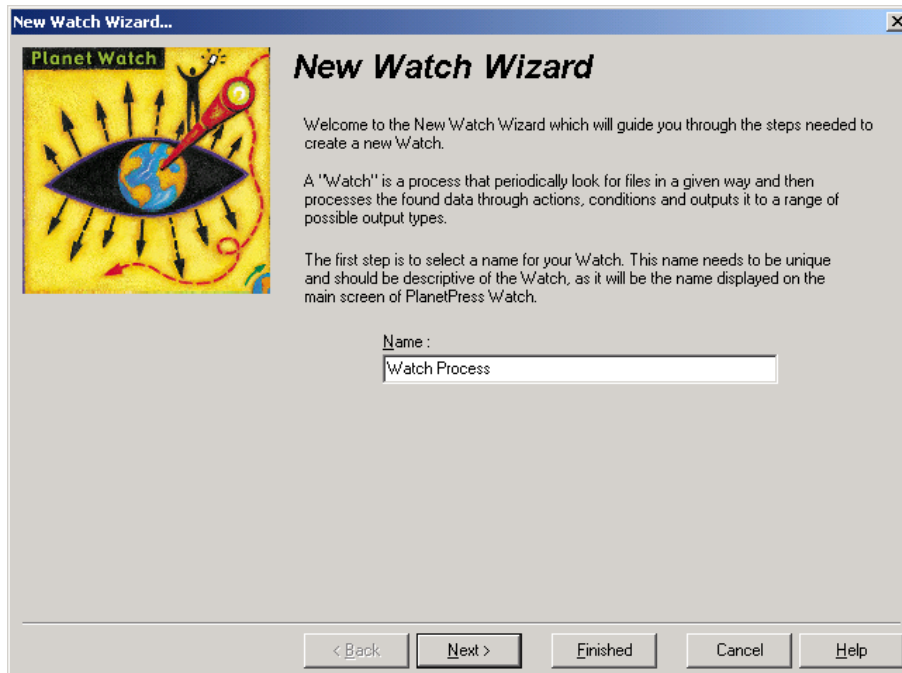 New Watch Wizard...
Planet Watch
New Watch Wizard
Welcome to the New Watch Wizard which will guide you through the steps needed to
create a new Watch.
A "Watch" is a process that periodically look for files in a given way and then
processes the found data through actions, conditions and outputs it to a range of
possible output types.
The first step is to select a name for your Watch. This name needs to be unique
and should be descriptive of the Watch, as it will be the name displayed on the
main screen of PlanetPress Watch.
Name :
Watch Process
< Back
Next >
Finished
Cancel
Help